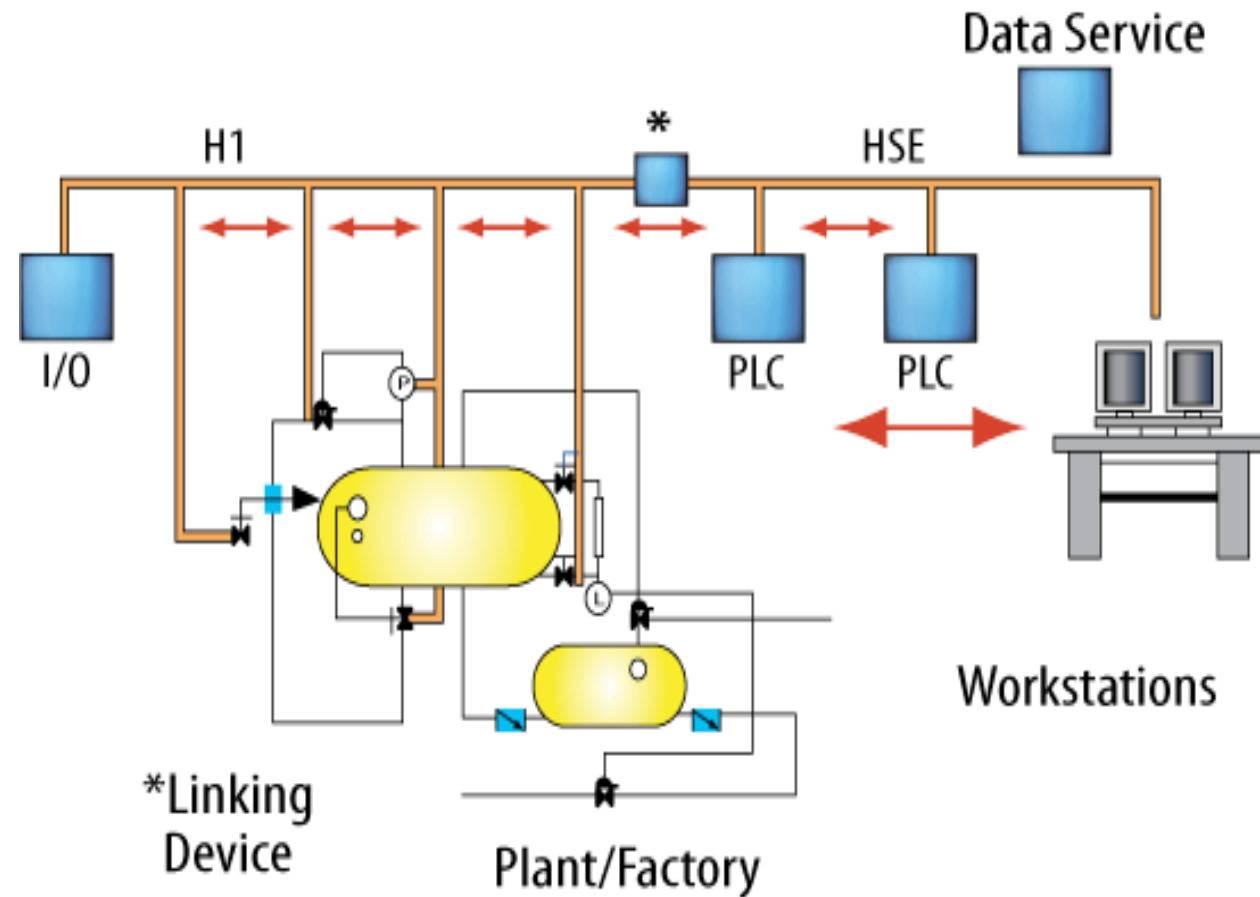 Data Service
*
H1
HSE
I/O
PLC
PLC
P
L
Workstations
*Linking
Device
Plant/Factory